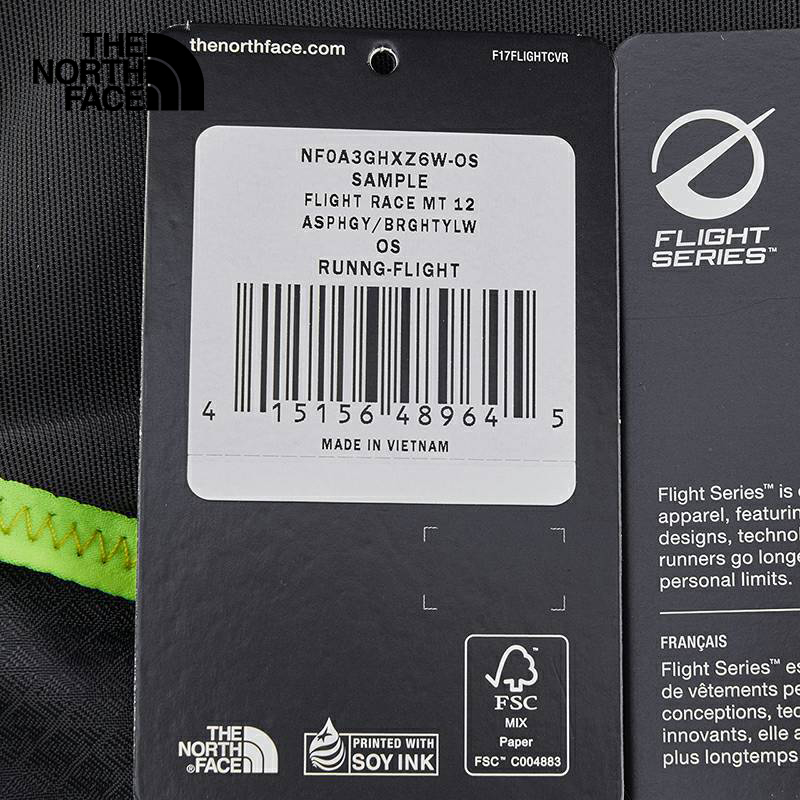 THE
NORTH
FACE
thenorthface.com
F17FLIGHTCVR
NF0A3GHXZ6W-OS
SAMPLE
FLIGHT RACE MT 12
ASPHGY/BRGHTYLW
OS
RUNNG-FLIGHT
4 15156 48964 5
MADE IN VIETNAM
THE
NORTH
®FACE
PRINTED WITH
SOY INK
FSC
MIX
Paper
FSC™ C004883
FLIGHT
SERIES™
Flight Series™ is
apparel, featurin
designs, technol
runners go longe
personal limits.
FRANÇAIS
Flight Series™ es
de vêtements pe
conceptions, tec
innovants, elle a
plus longtemps